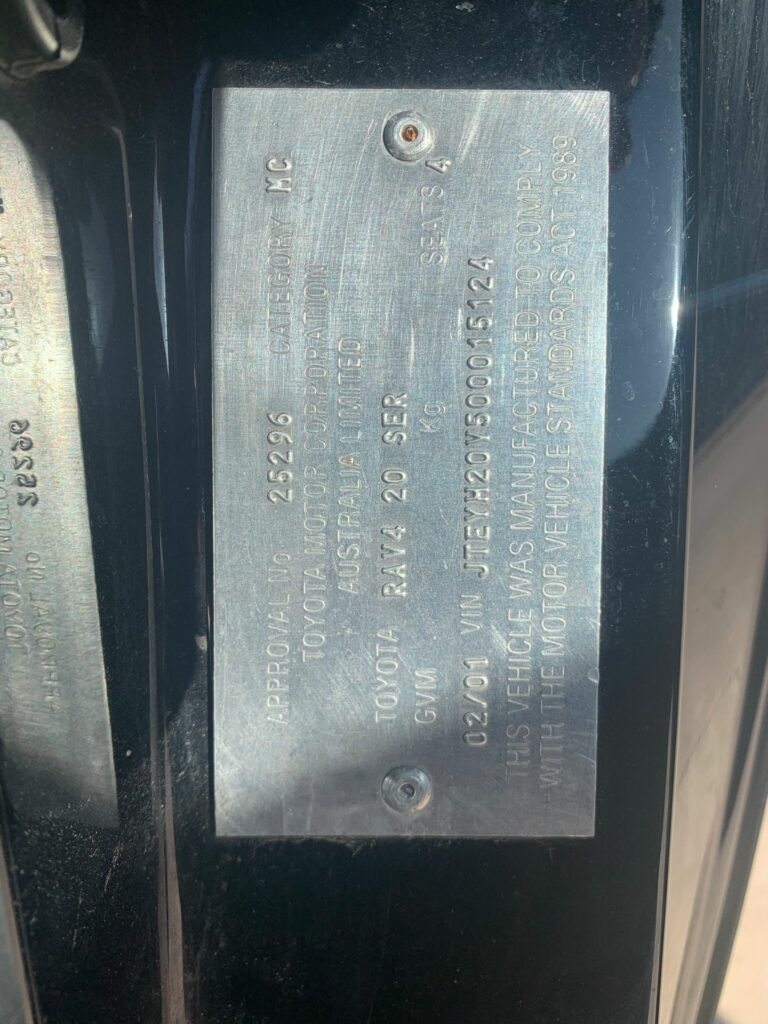 APPROVAL No 25296 CATEGORY MC
TOYOTA MOTOR CORPORATION
AUSTRALIA LIMITED
TOYOTA RAV4 20 SER
GVM Kg SEATS 4
02/01 VIN JTEYH20V500015124
THIS VEHICLE WAS MANUFACTURED TO COMPLY
WITH THE MOTOR VEHICLE STANDARDS ACT 1989